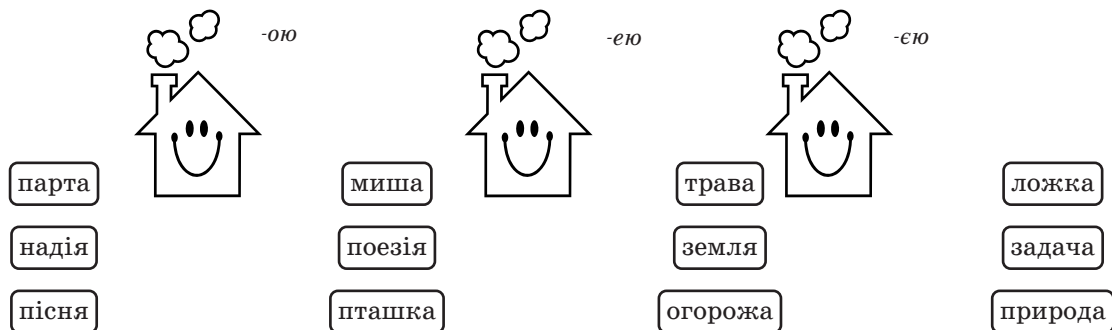 -ою -ею -єю
парта миша трава ложка
надія поезія земля задача
пісня пташка огорожа природа